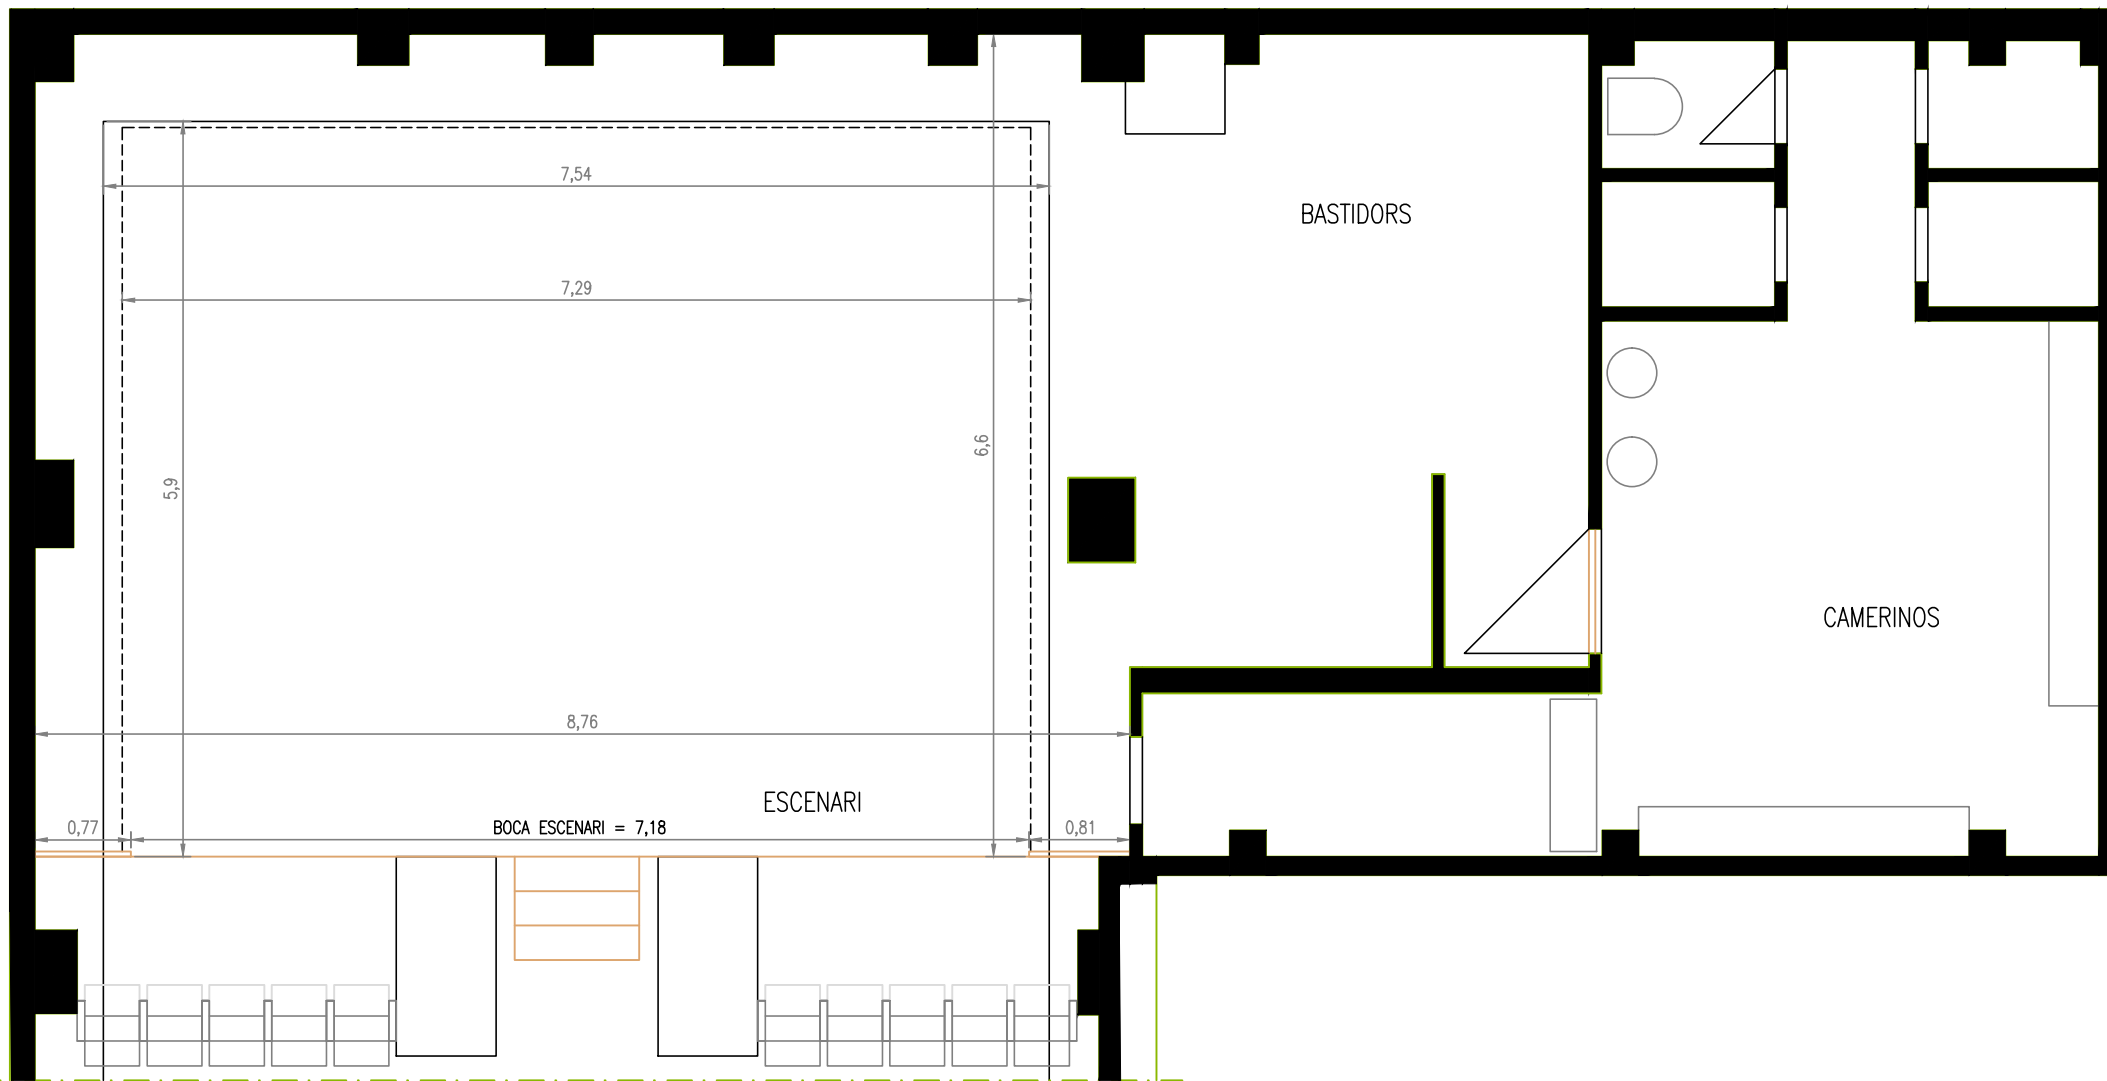 7,54
BASTIDORS
7,29
6,6
5,9
CAMERINOS
8,76
ESCENARI
0,77
BOCA ESCENARI = 7,18
0,81